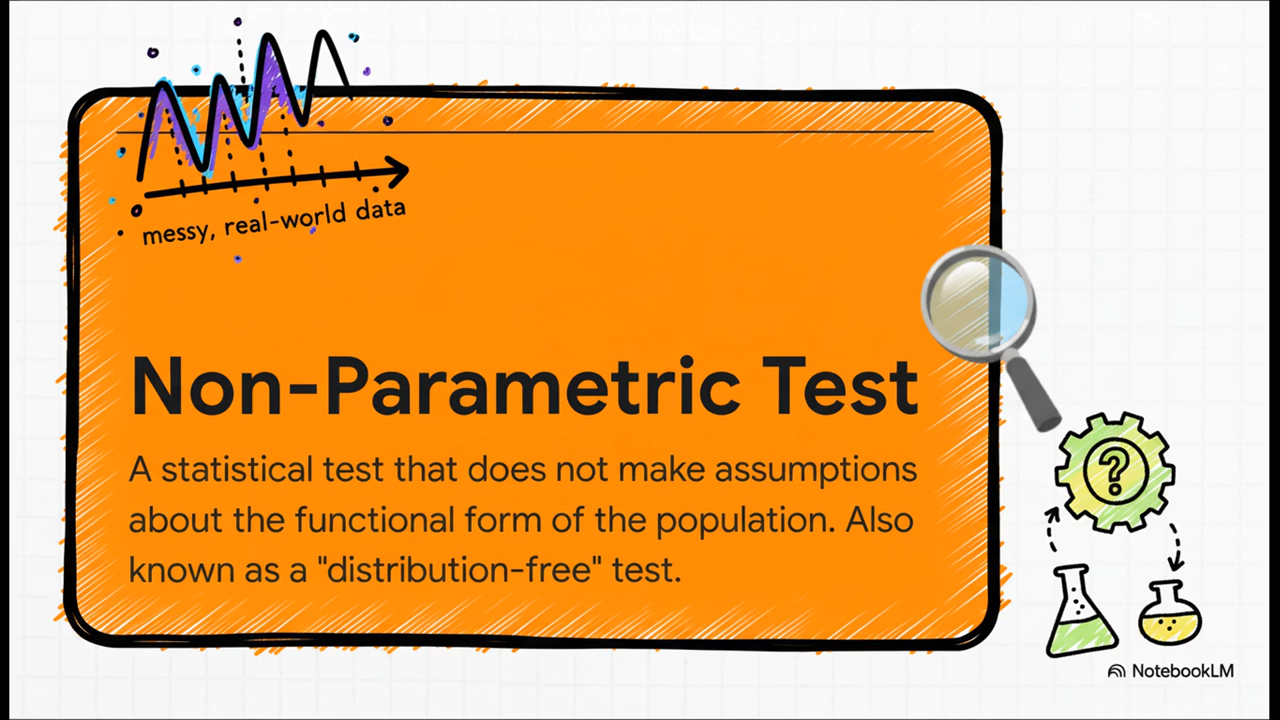 messy, real-world data
Non-Parametric Test
A statistical test that does not make assumptions
about the functional form of the population. Also
known as a "distribution-free" test.
?
NotebookLM